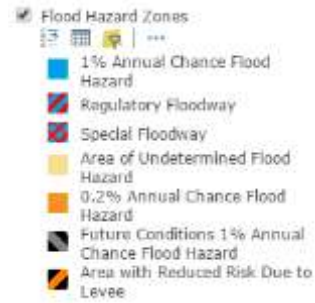 Flood Hazard Zones
1% Annual Chance Flood
Hazard
Regulatory Floodway
Special Floodway
Area of Undetermined Flood
Hazard
0.2% Annual Chance Flood
Hazard
Future Conditions 1% Annual
Chance Flood Hazard
Area with Reduced Risk Due to
Levee